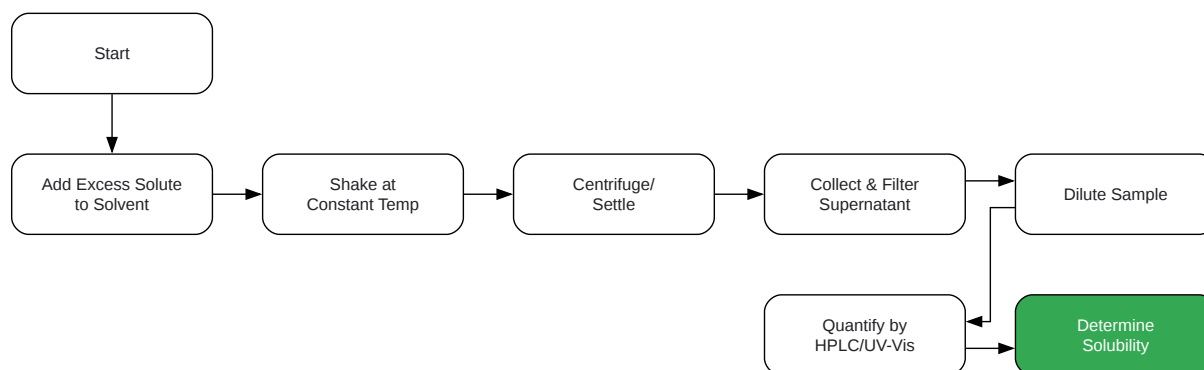 Start
Add Excess Solute
to Solvent
Shake at
Constant Temp
Centrifuge/
Settle
Collect & Filter
Supernatant
Dilute Sample
Quantify by
HPLC/UV-Vis
Determine
Solubility